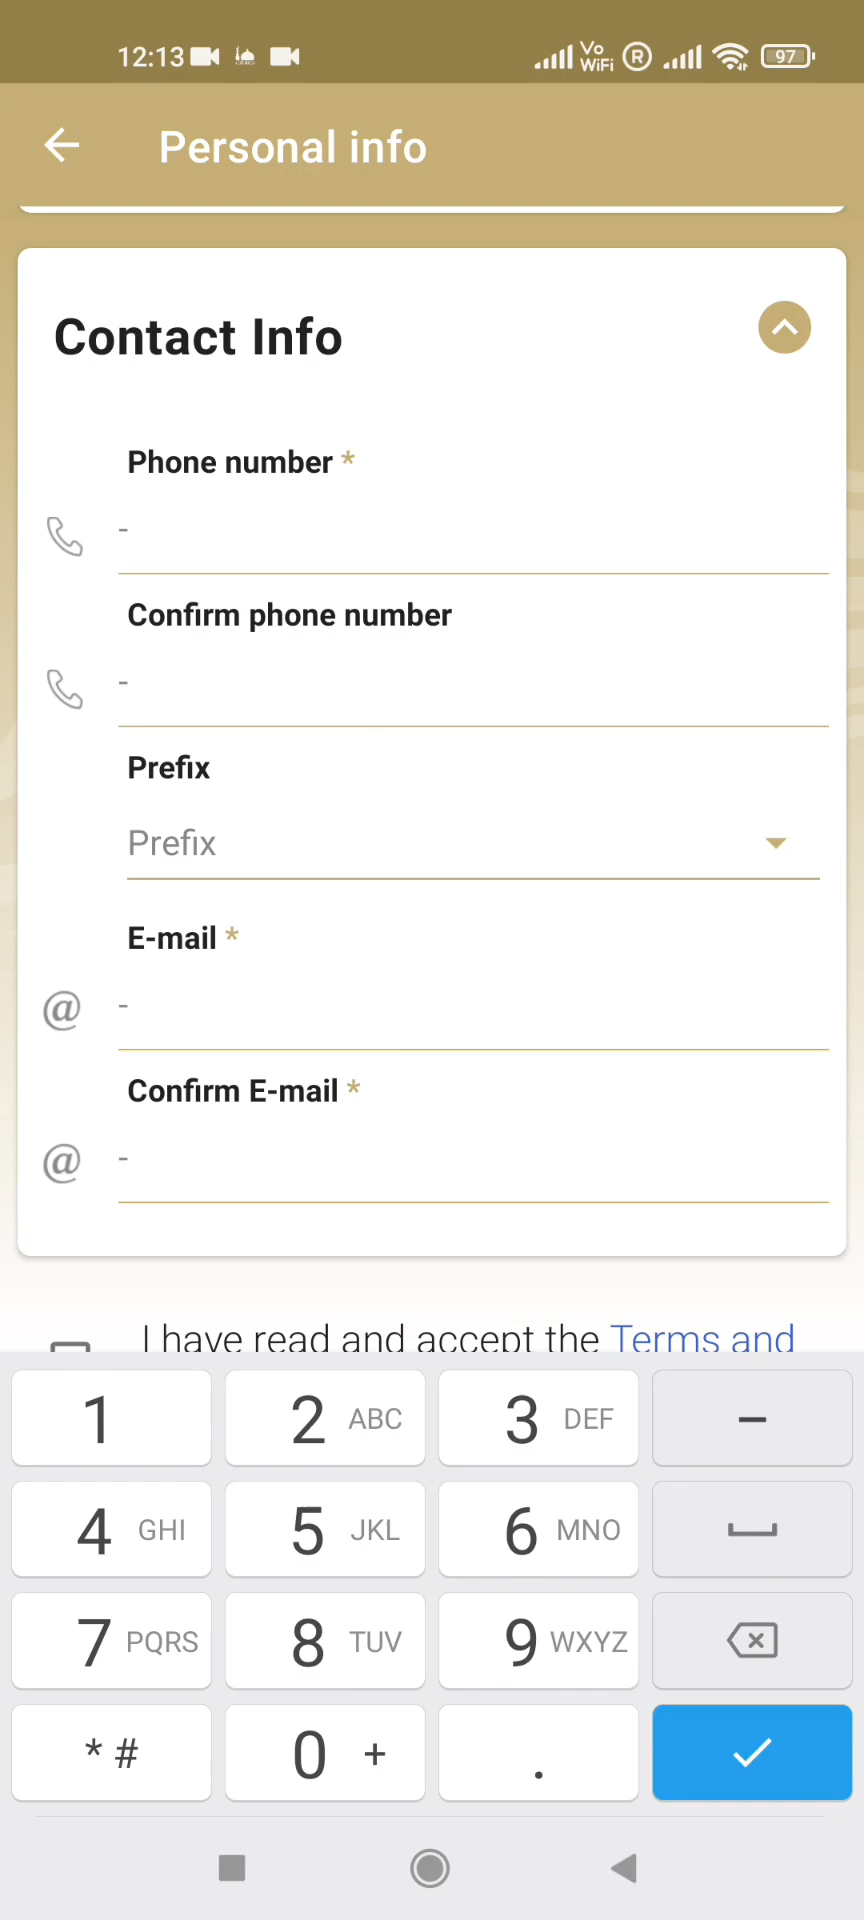 12:13
Vo
WiFi
R
97
Personal info
Contact Info
Phone number *
-
Confirm phone number
-
Prefix
Prefix
E-mail *
@ -
Confirm E-mail *
@ -
I have read and accept the Terms and
1
2 ABC
3 DEF
-
4 GHI
5 JKL
6 MNO
7 PQRS
8 TUV
9 WXYZ
* #
0 +
.